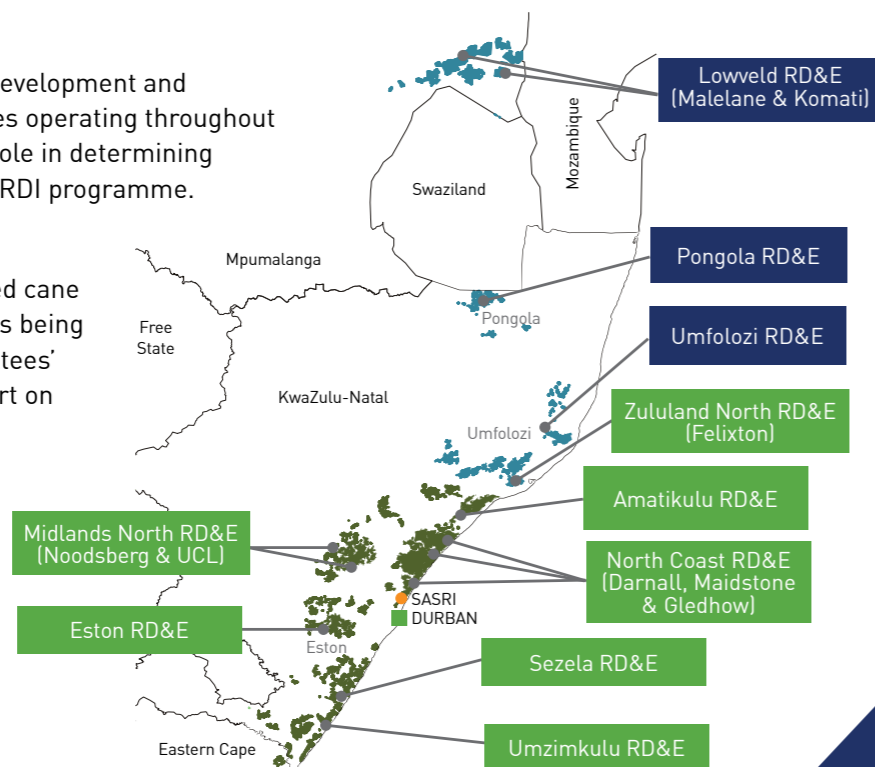 evelopment and
es operating throughout
ole in determining
RDI programme.
ed cane
s being
tees'
rt on
Lowveld RD&E
(Malelane & Komati)
Mozambique
Swaziland
Mpumalanga
Pongola RD&E
Pongola
Free
State
Umfolozi RD&E
KwaZulu-Natal
Zululand North RD&E
(Felixton)
Umfolozi
Amatikulu RD&E
Midlands North RD&E
(Noodsberg & UCL)
North Coast RD&E
(Darnall, Maidstone
& Gledhow)
SASRI
DURBAN
Eston RD&E
Eston
Sezela RD&E
Eastern Cape
Umzimkulu RD&E